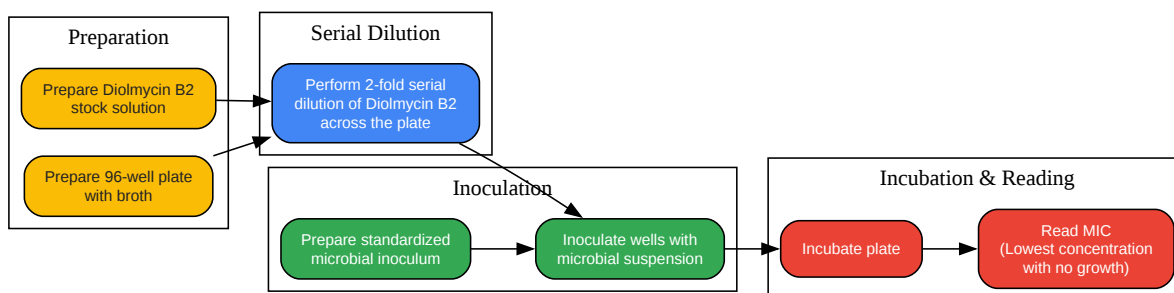 Preparation
Prepare Diolmycin B2
stock solution
Prepare 96-well plate
with broth
Serial Dilution
Perform 2-fold serial
dilution of Diolmycin B2
across the plate
Inoculation
Prepare standardized
microbial inoculum
Inoculate wells with
microbial suspension
Incubation & Reading
Incubate plate
Read MIC
(Lowest concentration
with no growth)